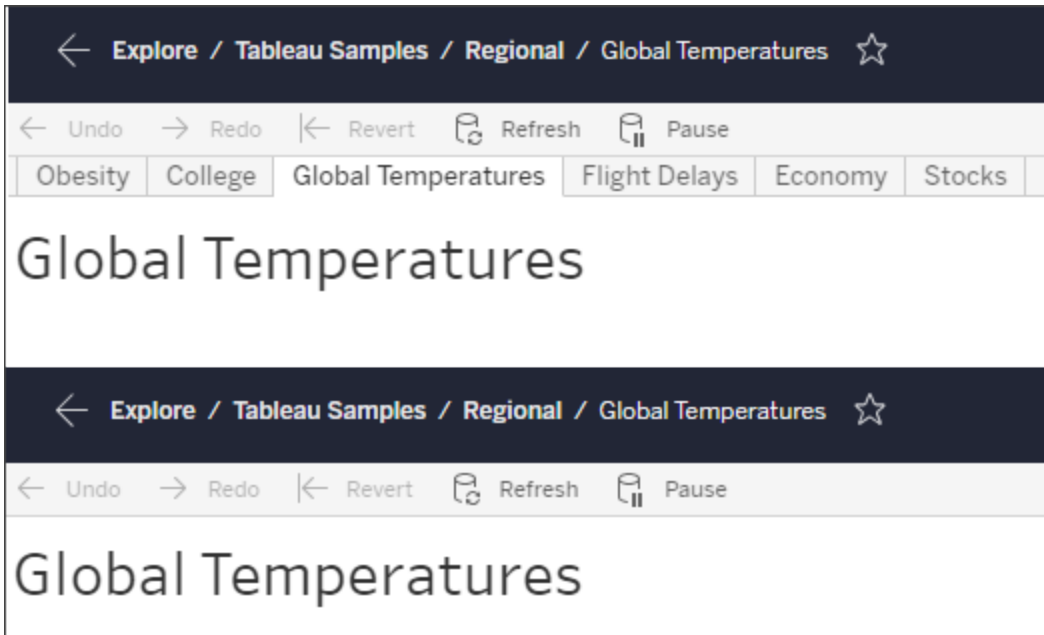 Explore / Tableau Samples / Regional / Global Temperatures
Undo Redo Revert Refresh Pause
Obesity College Global Temperatures Flight Delays Economy Stocks
Global Temperatures
Explore / Tableau Samples / Regional / Global Temperatures
Undo Redo Revert Refresh Pause
Global Temperatures